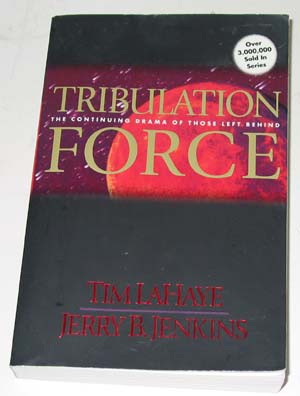 Over
3,000,000
Sold In
Series
TRIBULATION
THE CONTINUING DRAMA OF THOSE LEFT BEHIND
FORCE
TIM LAHAYE
JERRY B. JENKINS